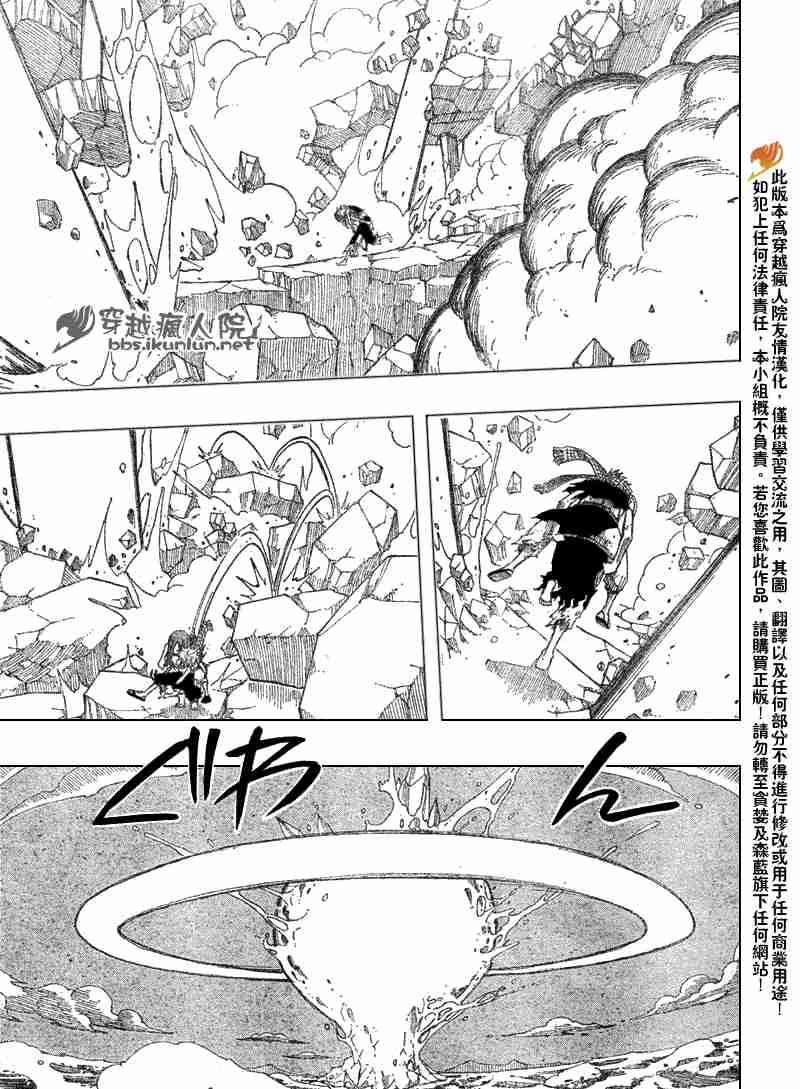 此版本爲穿越瘋人院友情漢化，僅供學習交流之用，其圖、翻譯以及任何部分不得進行修改或用于任何商業用途！
如犯上任何法律責任，本小組概不負責。若您喜歡此作品，請購買正版！請勿轉至貪婪及森藍旗下任何網站！
穿越瘋人院
bbs.ikunlun.net
ぐわん